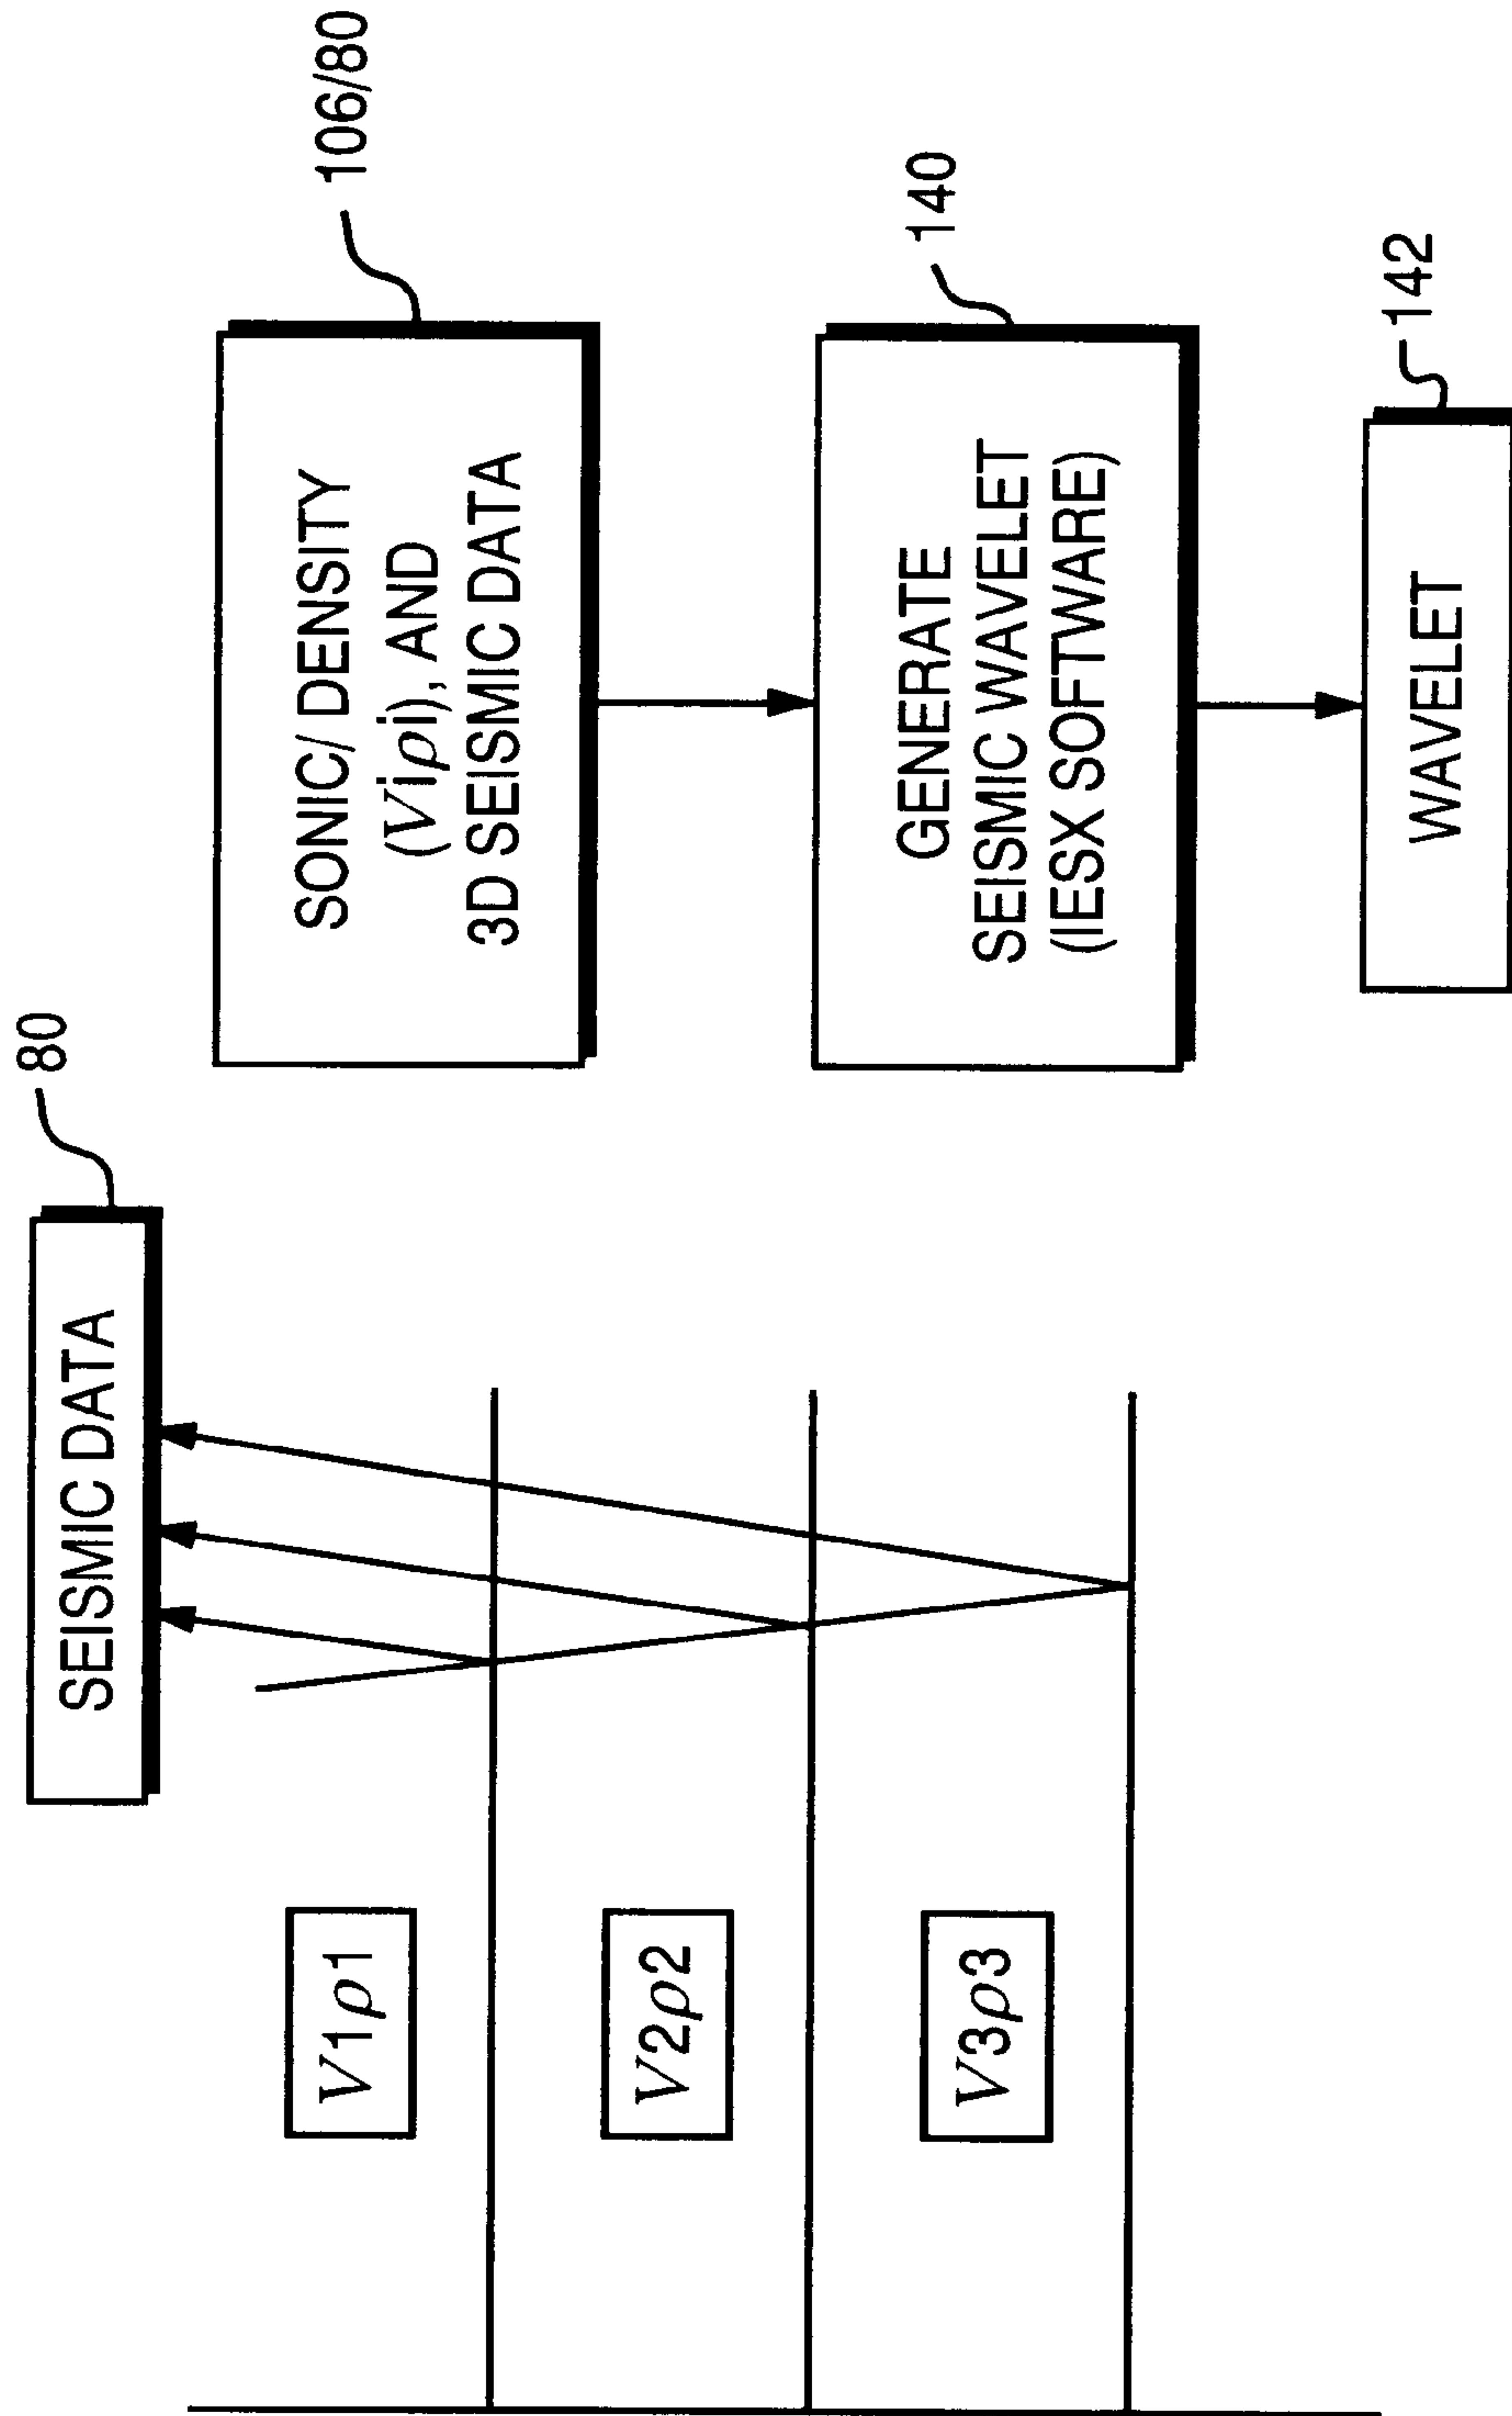 80
SEISMIC DATA
V1ρ1
V2ρ2
V3ρ3
106/80
SONIC/ DENSITY
(Viρi), AND
3D SEISMIC DATA
140
GENERATE
SEISMIC WAVELET
(IESX SOFTWARE)
142
WAVELET